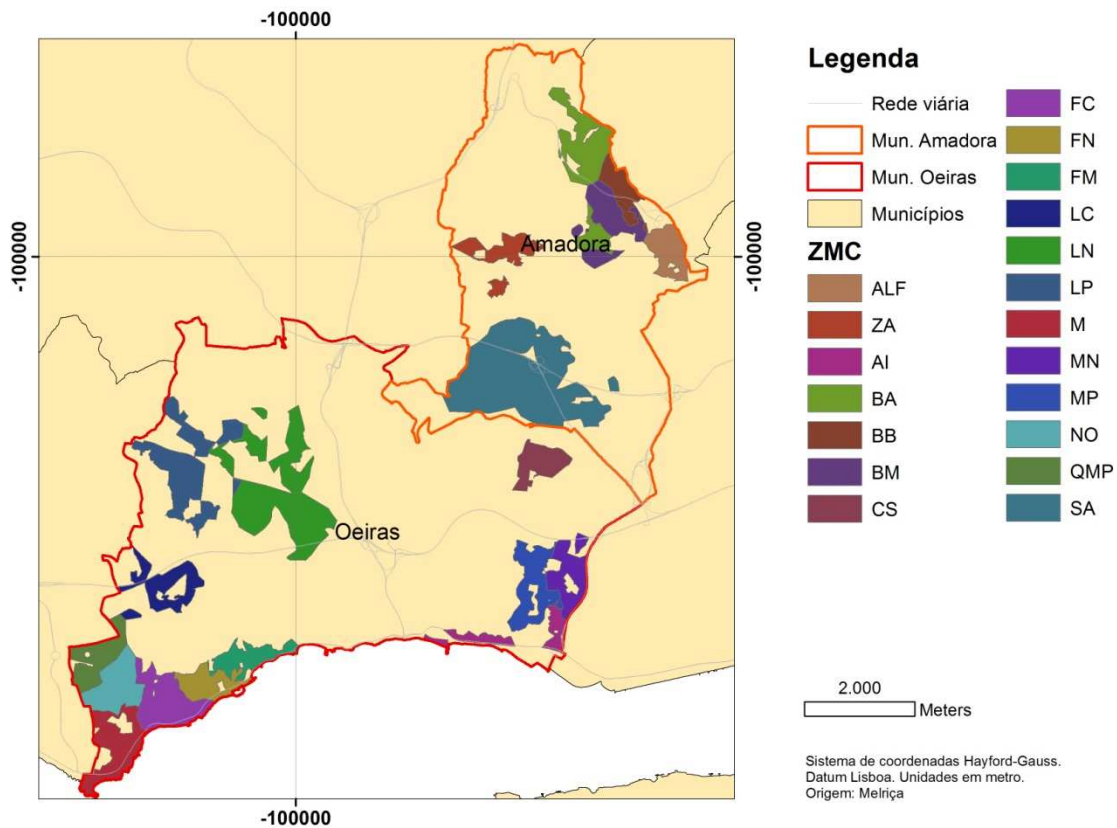 -100000
-100000
-100000
-100000
Amadora
Oeiras
Legenda
Rede viária
Mun. Amadora
Mun. Oeiras
Municípios
ZMC
ALF
ZA
AI
BA
BB
BM
CS
FC
FN
FM
LC
LN
LP
M
MN
MP
NO
QMP
SA
2.000
Meters
Sistema de coordenadas Hayford-Gauss.
Datum Lisboa. Unidades em metro.
Origem: Melriça